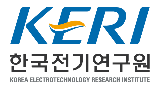 KERI
한국전기연구원
KOREA ELECTROTECHNOLOGY RESEARCH INSTITUTE